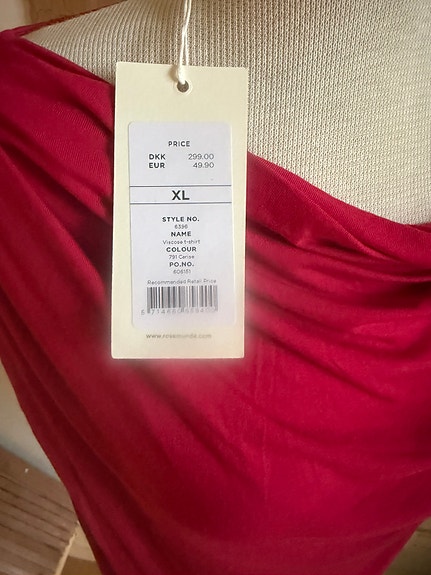 PRICE
DKK 299.00
EUR 49.90
XL
STYLE NO.
6396
NAME
Viscose t-shirt
COLOUR
791 Cerise
PO.NO.
606151
Recommended Retail Price
www.rosemunde.com